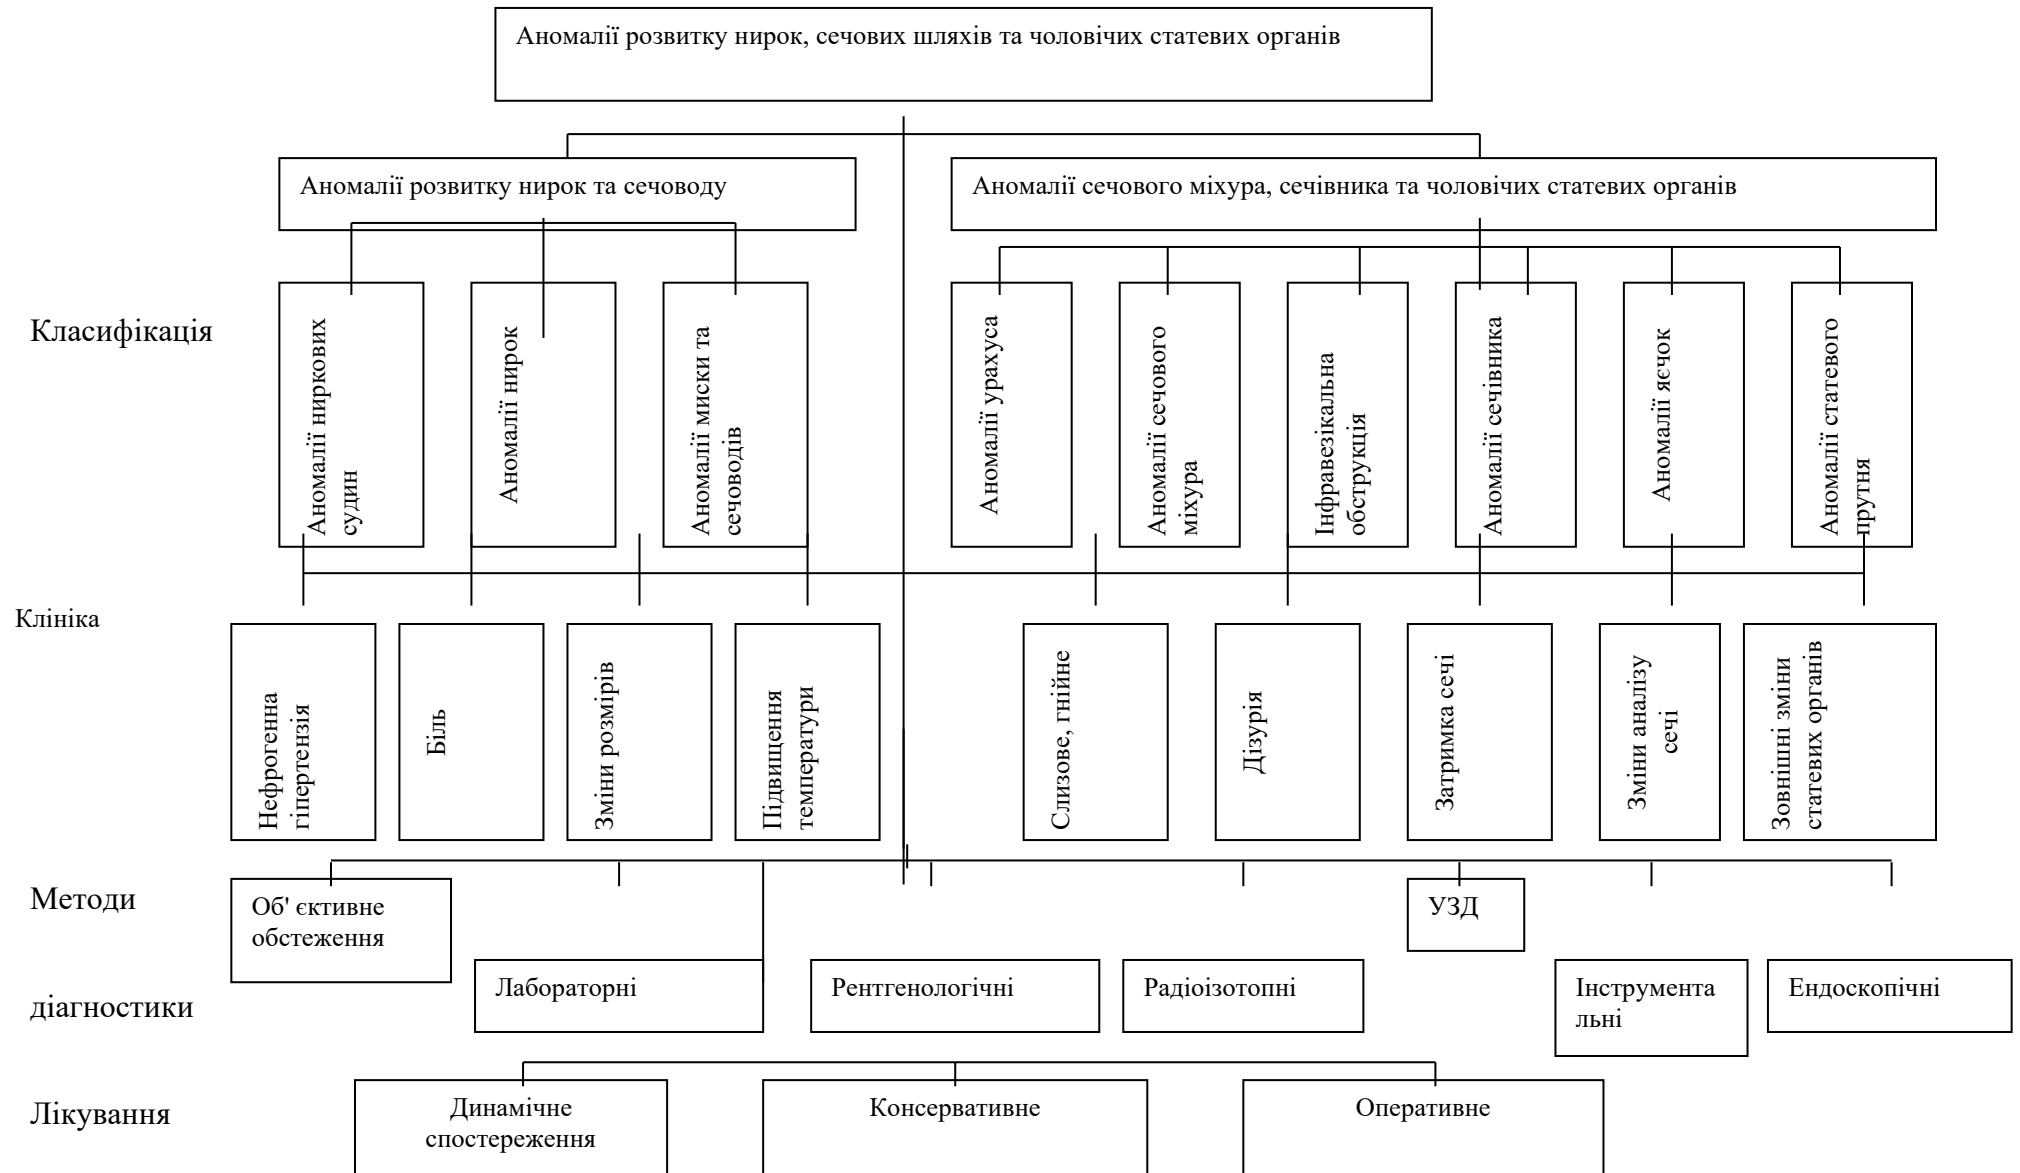 Аномалії розвитку нирок, сечових шляхів та чоловічих статевих органів
Аномалії розвитку нирок та сечоводу
Аномалії сечового міхура, сечівника та чоловічих статевих органів
Класифікація
Аномалії ниркових
судин
Аномалії нирок
Аномалії миски та
сечоводів
Аномалії урахуса
Аномалії сечового
міхура
Інфравезікальна
обструкція
Аномалії сечівника
Аномалії яєчок
Аномалії статевого
прутня
Клініка
Нефрогенна
гіпертензія
Біль
Зміни розмірів
Підвищення
температури
Слизове, гнійне
Дізурія
Затримка сечі
Зміни аналізу
сечі
Зовнішні зміни
статевих органів
Методи
Об' єктивне
обстеження
УЗД
діагностики
Лабораторні
Рентгенологічні
Радіоізотопні
Інструмента
льні
Ендоскопічні
Лікування
Динамічне
спостереження
Консервативне
Оперативне